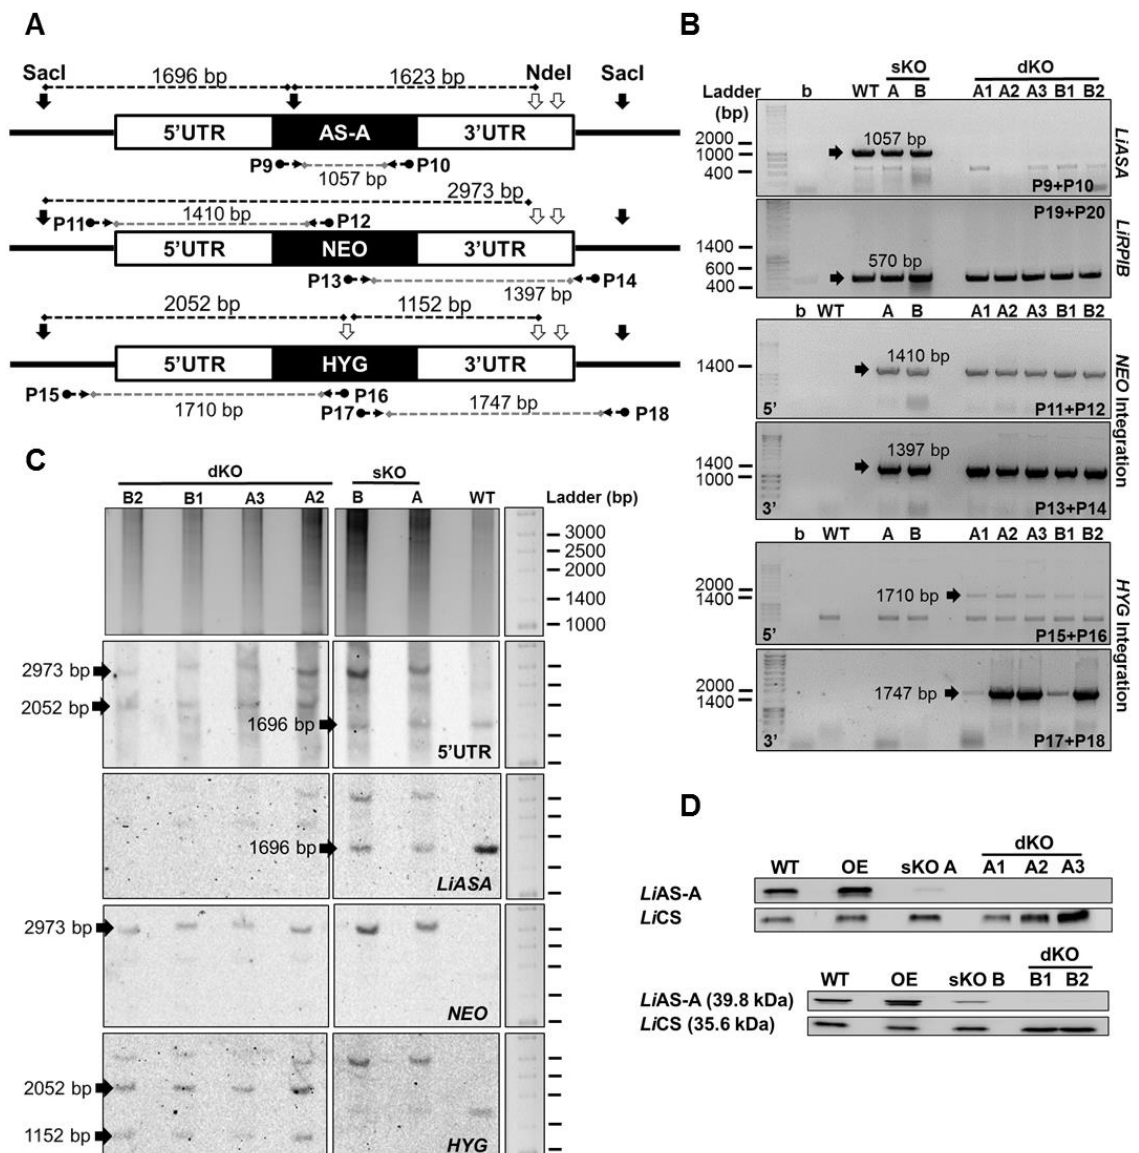 A
SacI 1696 bp 1623 bp NdeI SacI
5'UTR AS-A 3'UTR
P9 P10
1057 bp
2973 bp
P11 1410 bp P12
5'UTR NEO 3'UTR
P13 P14
1397 bp
2052 bp 1152 bp
5'UTR HYG 3'UTR
P15 P16
1710 bp P17 1747 bp P18
B
sKO dKO
Ladder (bp) b WT A B A1 A2 A3 B1 B2
2000
1000
400
1057 bp
P9+P10
LiASA
P19+P20
1400
600
400
570 bp
LiRPIB
b WT A B A1 A2 A3 B1 B2
1400
1410 bp
5'
P11+P12
1400
1000
1397 bp
3'
P13+P14
NEO Integration
b WT A B A1 A2 A3 B1 B2
2000
1400
1710 bp
5'
P15+P16
2000
1400
1747 bp
3'
P17+P18
HYG Integration
C
dKO sKO
B2 B1 A3 A2 B A WT Ladder (bp)
3000
2500
2000
1400
1000
2973 bp
2052 bp
1696 bp
5'UTR
1696 bp
LiASA
2973 bp
NEO
2052 bp
1152 bp
HYG
D
dKO
WT OE sKO A A1 A2 A3
LiAS-A
LiCS
dKO
WT OE sKO B B1 B2
LiAS-A (39.8 kDa)
LiCS (35.6 kDa)